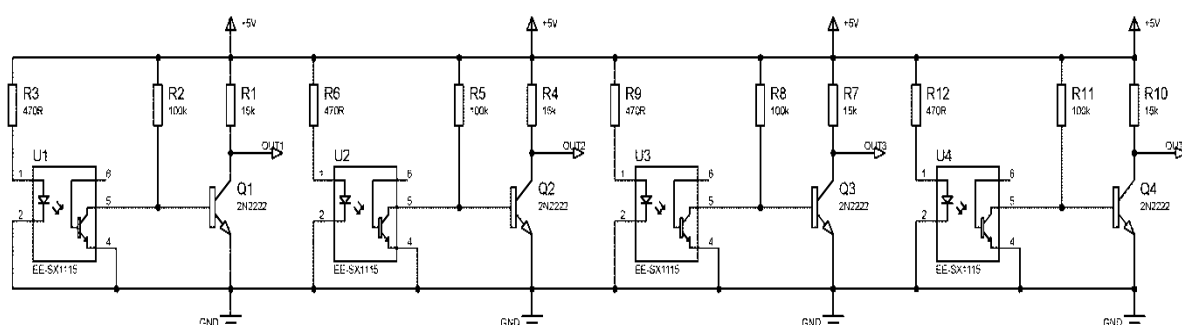 +5V
+5V
+5V
+5V
R3
470R
R2
100k
R1
15k
R6
470R
R5
100k
R4
15k
R9
470R
R8
100k
R7
15k
R12
470R
R11
100k
R10
15k
OUT1
OUT2
OUT3
U1
1
2
6
5
4
EE-SX1115
Q1
2N2222
U2
1
2
6
5
4
EE-SX1115
Q2
2N2222
U3
1
2
6
5
4
EE-SX1115
Q3
2N2222
U4
1
2
6
5
4
EE-SX1115
Q4
2N2222
GND
GND
GND
GND